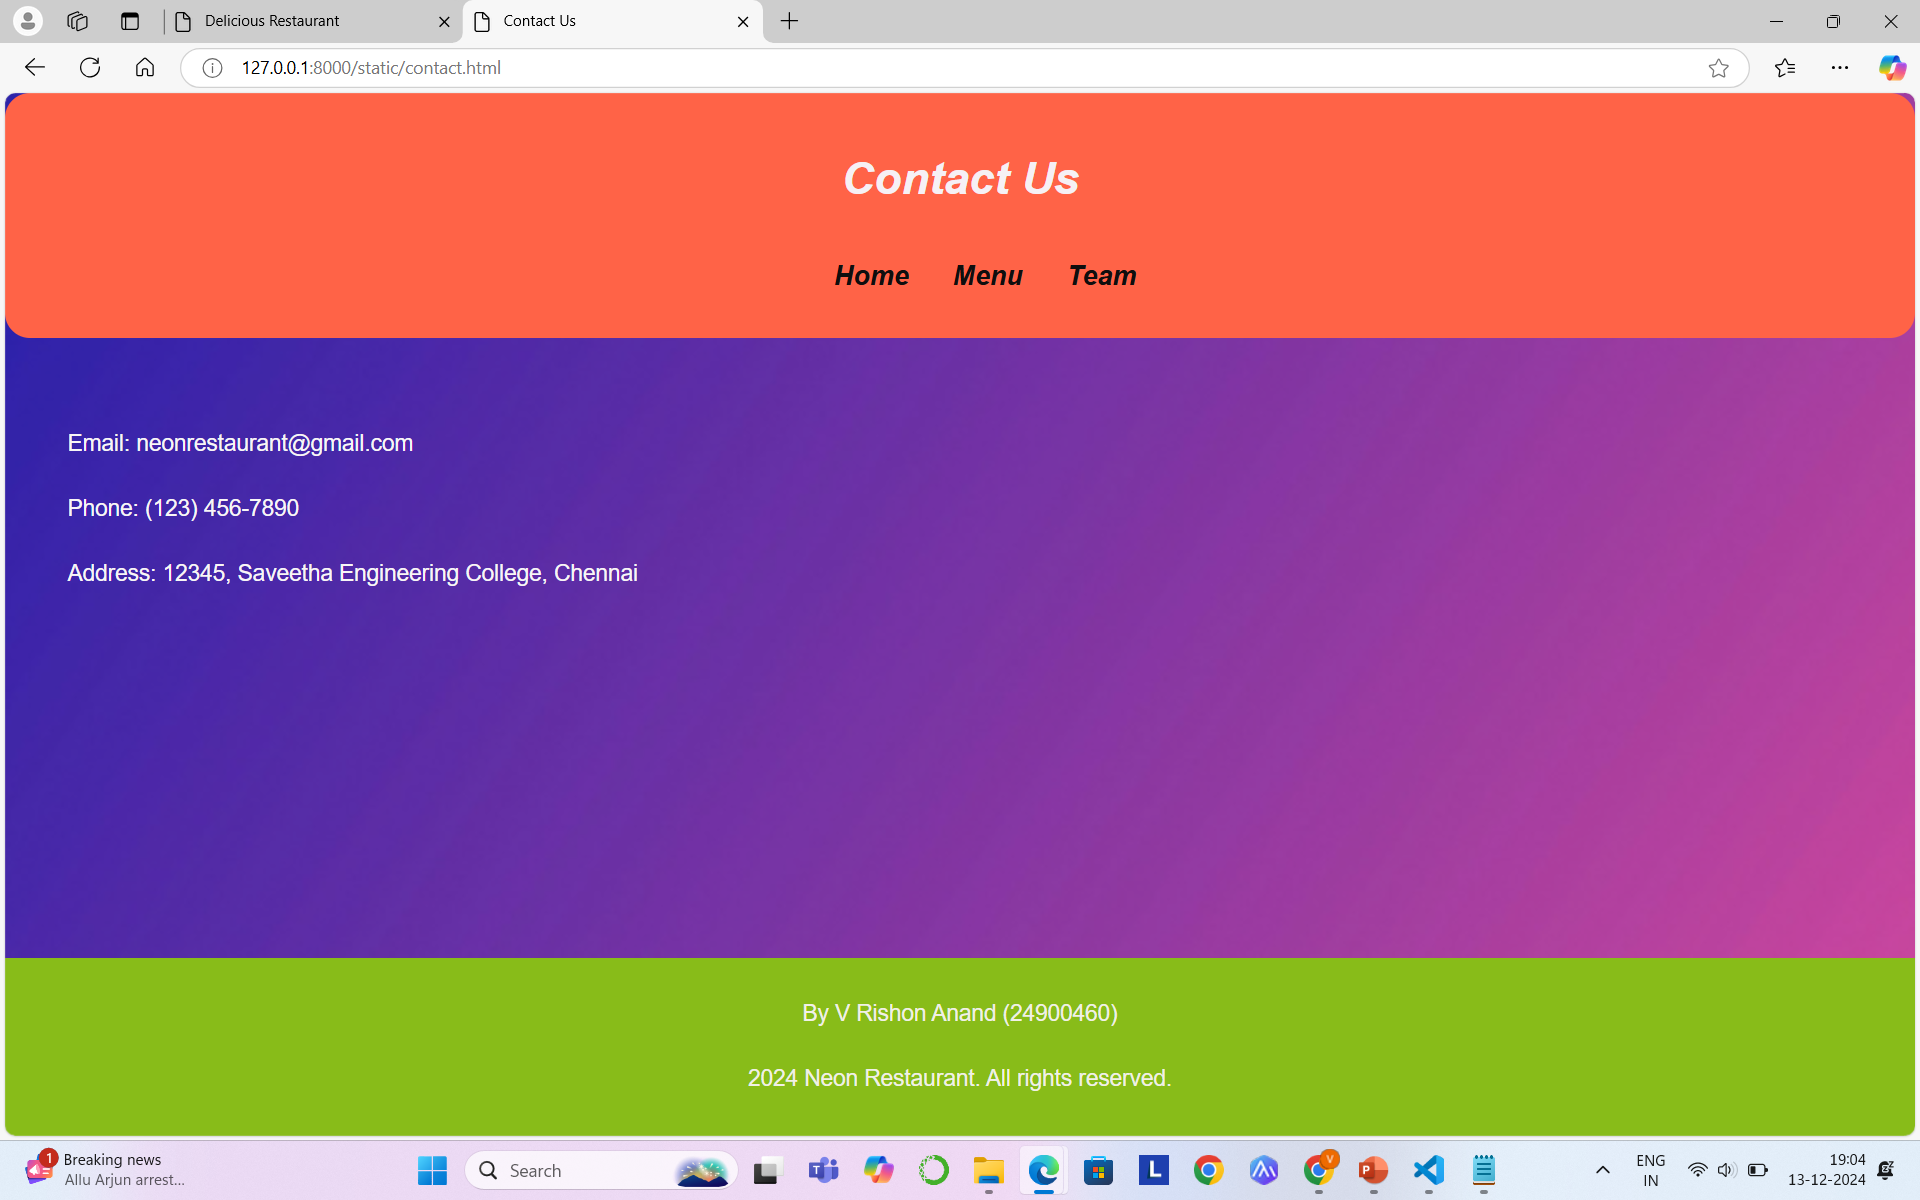 Delicious Restaurant
Contact Us
127.0.0.1:8000/static/contact.html
Contact Us
Home Menu Team
Email: neonrestaurant@gmail.com
Phone: (123) 456-7890
Address: 12345, Saveetha Engineering College, Chennai
By V Rishon Anand (24900460)
2024 Neon Restaurant. All rights reserved.
1
Breaking news
Allu Arjun arrest...
Search
T
L
V
P
ENG
IN
19:04
13-12-2024